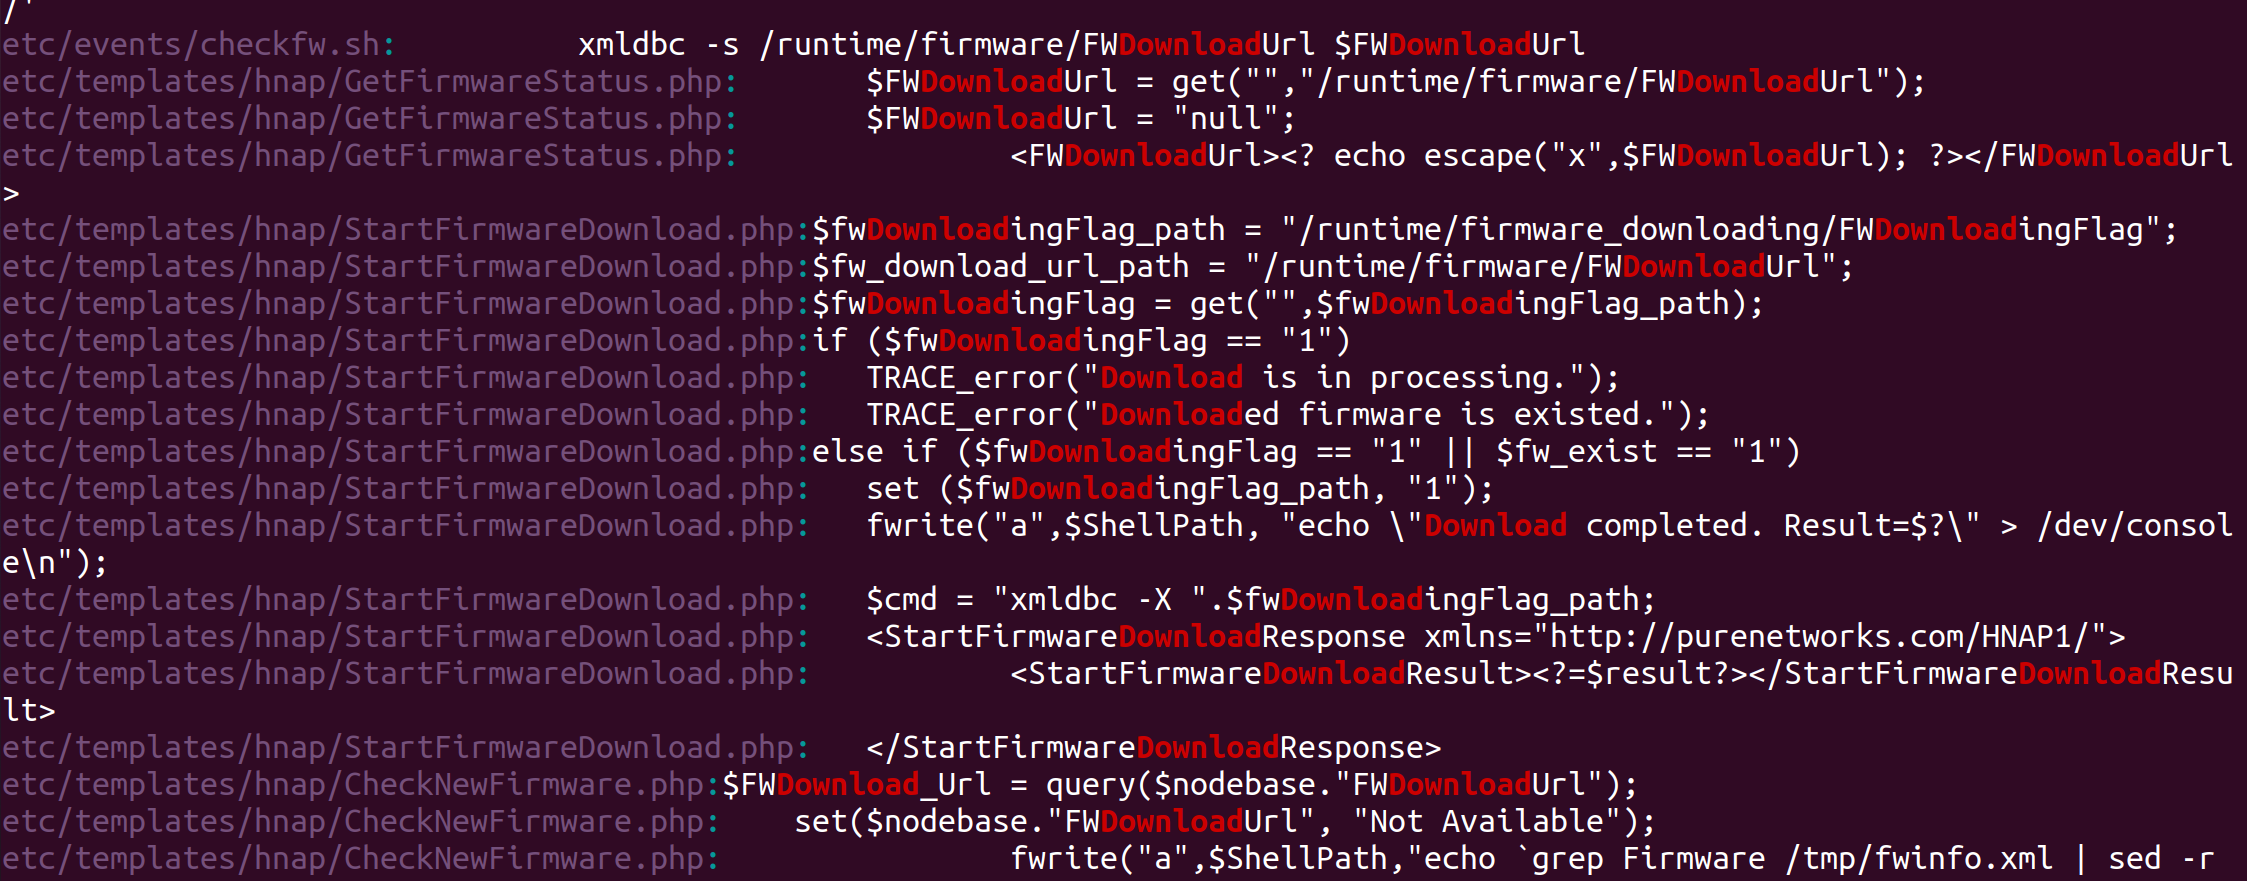 etc/events/checkfw.sh:          xmldbc -s /runtime/firmware/FWDownloadUrl $FWDownloadUrl
etc/templates/hnap/GetFirmwareStatus.php:       $FWDownloadUrl = get("","/runtime/firmware/FWDownloadUrl");
etc/templates/hnap/GetFirmwareStatus.php:       $FWDownloadUrl = "null";
etc/templates/hnap/GetFirmwareStatus.php:               <FWDownloadUrl><? echo escape("x",$FWDownloadUrl); ?></FWDownloadUrl
>
etc/templates/hnap/StartFirmwareDownload.php:$fwDownloadingFlag_path = "/runtime/firmware_downloading/FWDownloadingFlag";
etc/templates/hnap/StartFirmwareDownload.php:$fw_download_url_path = "/runtime/firmware/FWDownloadUrl";
etc/templates/hnap/StartFirmwareDownload.php:$fwDownloadingFlag = get("",$fwDownloadingFlag_path);
etc/templates/hnap/StartFirmwareDownload.php:if ($fwDownloadingFlag == "1")
etc/templates/hnap/StartFirmwareDownload.php:   TRACE_error("Download is in processing.");
etc/templates/hnap/StartFirmwareDownload.php:   TRACE_error("Downloaded firmware is existed.");
etc/templates/hnap/StartFirmwareDownload.php:else if ($fwDownloadingFlag == "1" || $fw_exist == "1")
etc/templates/hnap/StartFirmwareDownload.php:   set ($fwDownloadingFlag_path, "1");
etc/templates/hnap/StartFirmwareDownload.php:   fwrite("a",$ShellPath, "echo \"Download completed. Result=$?\" > /dev/consol
e\n");
etc/templates/hnap/StartFirmwareDownload.php:   $cmd = "xmldbc -X ".$fwDownloadingFlag_path;
etc/templates/hnap/StartFirmwareDownload.php:   <StartFirmwareDownloadResponse xmlns="http://purenetworks.com/HNAP1/">
etc/templates/hnap/StartFirmwareDownload.php:           <StartFirmwareDownloadResult><?=$result?></StartFirmwareDownloadResu
lt>
etc/templates/hnap/StartFirmwareDownload.php:   </StartFirmwareDownloadResponse>
etc/templates/hnap/CheckNewFirmware.php:$FWDownload_Url = query($nodebase."FWDownloadUrl");
etc/templates/hnap/CheckNewFirmware.php:    set($nodebase."FWDownloadUrl", "Not Available");
etc/templates/hnap/CheckNewFirmware.php:                fwrite("a",$ShellPath,"echo `grep Firmware /tmp/fwinfo.xml | sed -r